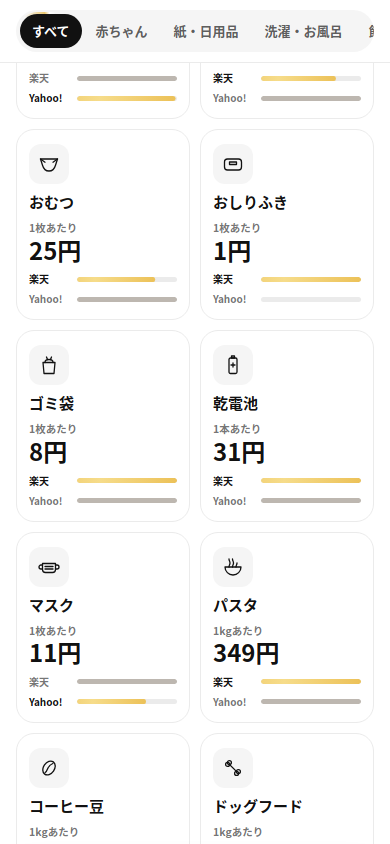 すべて
赤ちゃん
紙・日用品
洗濯・お風呂
楽天
Yahoo!
楽天
Yahoo!
おむつ
1枚あたり
25円
楽天
Yahoo!
おしりふき
1枚あたり
1円
楽天
Yahoo!
ゴミ袋
1枚あたり
8円
楽天
Yahoo!
乾電池
1本あたり
31円
楽天
Yahoo!
マスク
1枚あたり
11円
楽天
Yahoo!
パスタ
1kgあたり
349円
楽天
Yahoo!
コーヒー豆
1kgあたり
ドッグフード
1kgあたり